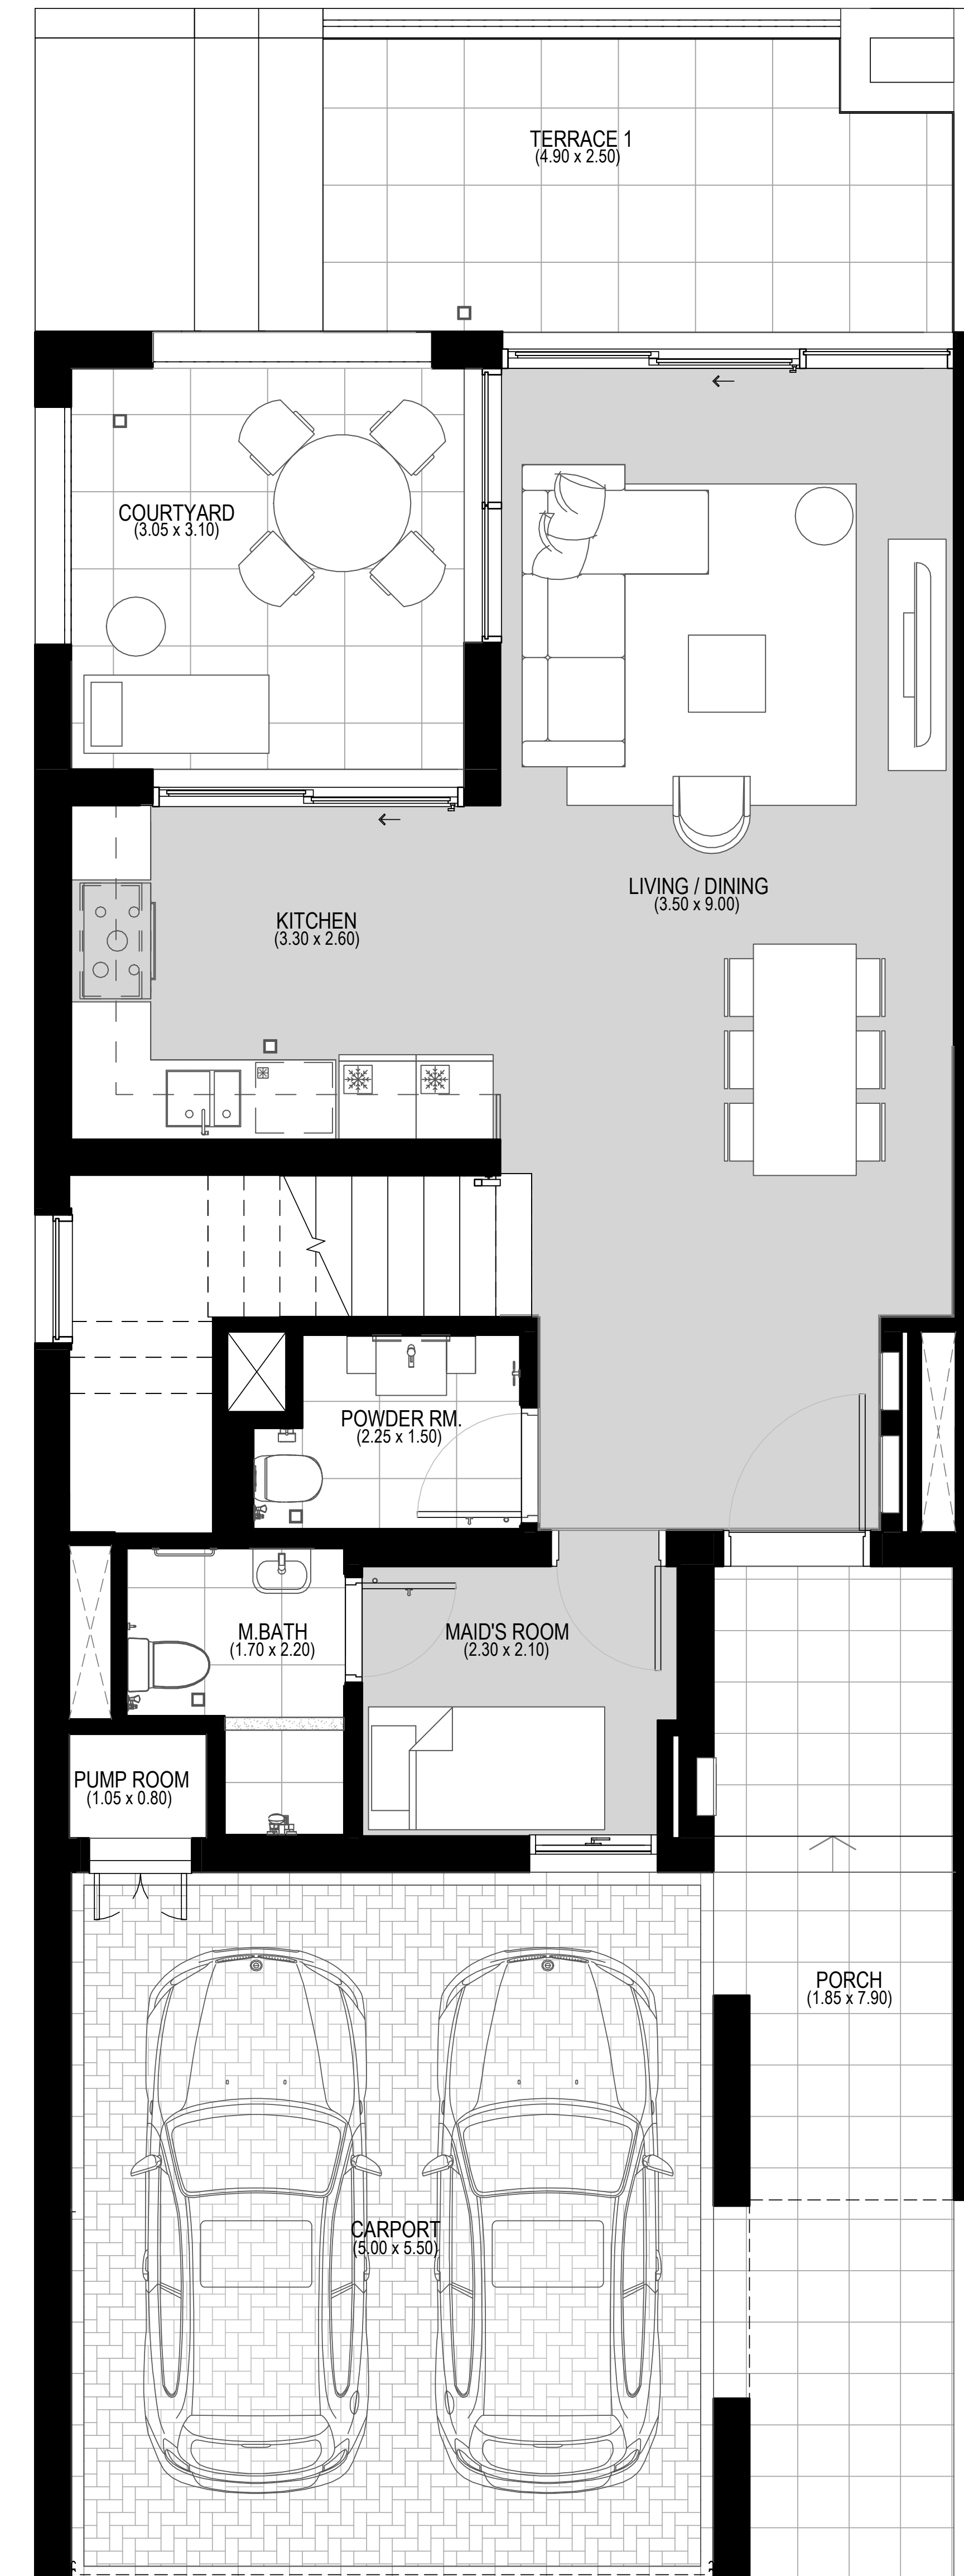 TERRACE 1
(4.90 x 2.50)
COURTYARD
(3.05 x 3.10)
LIVING / DINING
(3.50 x 9.00)
KITCHEN
(3.30 x 2.60)
POWDER RM.
(2.25 x 1.50)
M.BATH
(1.70 x 2.20)
MAID'S ROOM
(2.30 x 2.10)
PUMP ROOM
(1.05 x 0.80)
PORCH
(1.85 x 7.90)
CARPORT
(5.00 x 5.50)